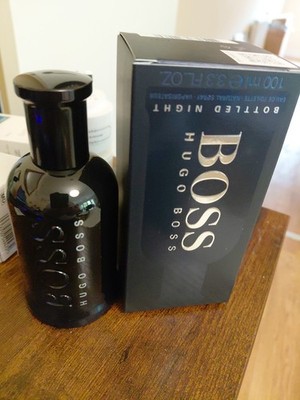 BOSS
HUGO BOSS
100 ml ℮ 3.3 FL.OZ
EAU DE TOILETTE - NATURAL SPRAY VAPORISATEUR
BOTTLED NIGHT
BOSS
HUGO BOSS